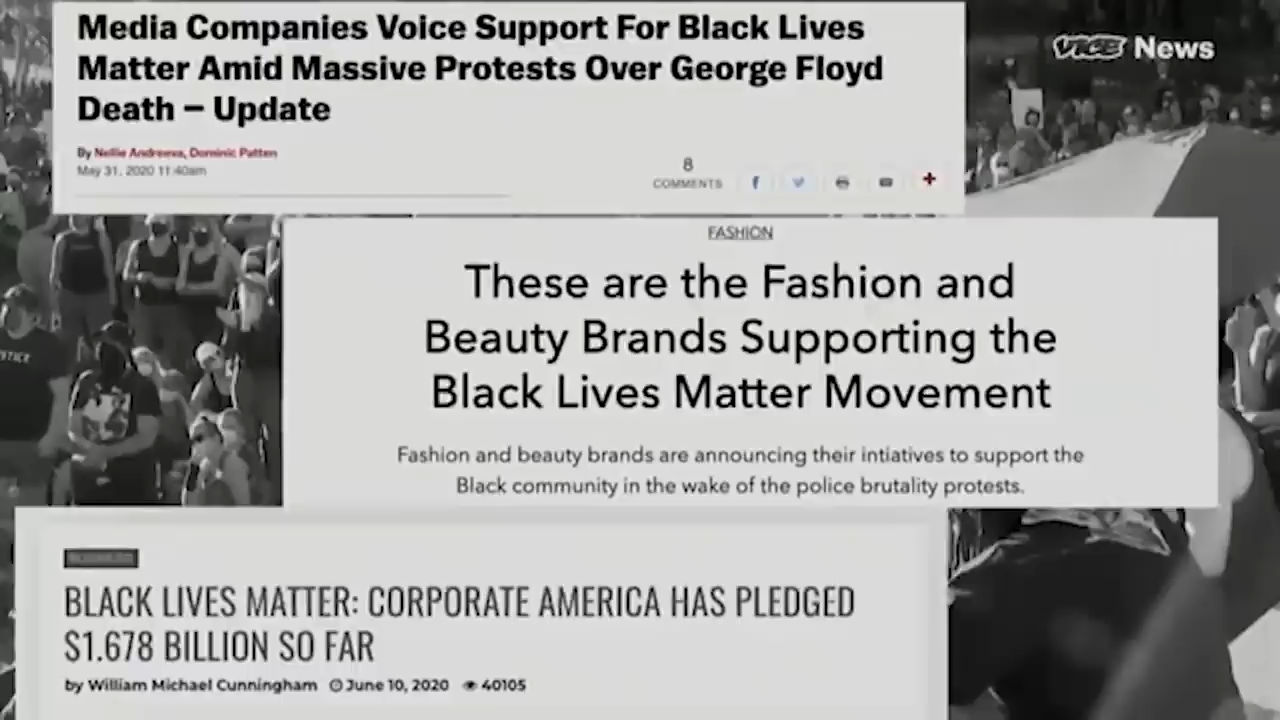 Media Companies Voice Support For Black Lives
Matter Amid Massive Protests Over George Floyd
Death – Update
By Nellie Andreeva, Dominic Patten
May 31, 2020 11:40am
8
COMMENTS
VICE News
FASHION
These are the Fashion and
Beauty Brands Supporting the
Black Lives Matter Movement
Fashion and beauty brands are announcing their intiatives to support the
Black community in the wake of the police brutality protests.
BLACK LIVES MATTER: CORPORATE AMERICA HAS PLEDGED
$1.678 BILLION SO FAR
by William Michael Cunningham June 10, 2020 40105